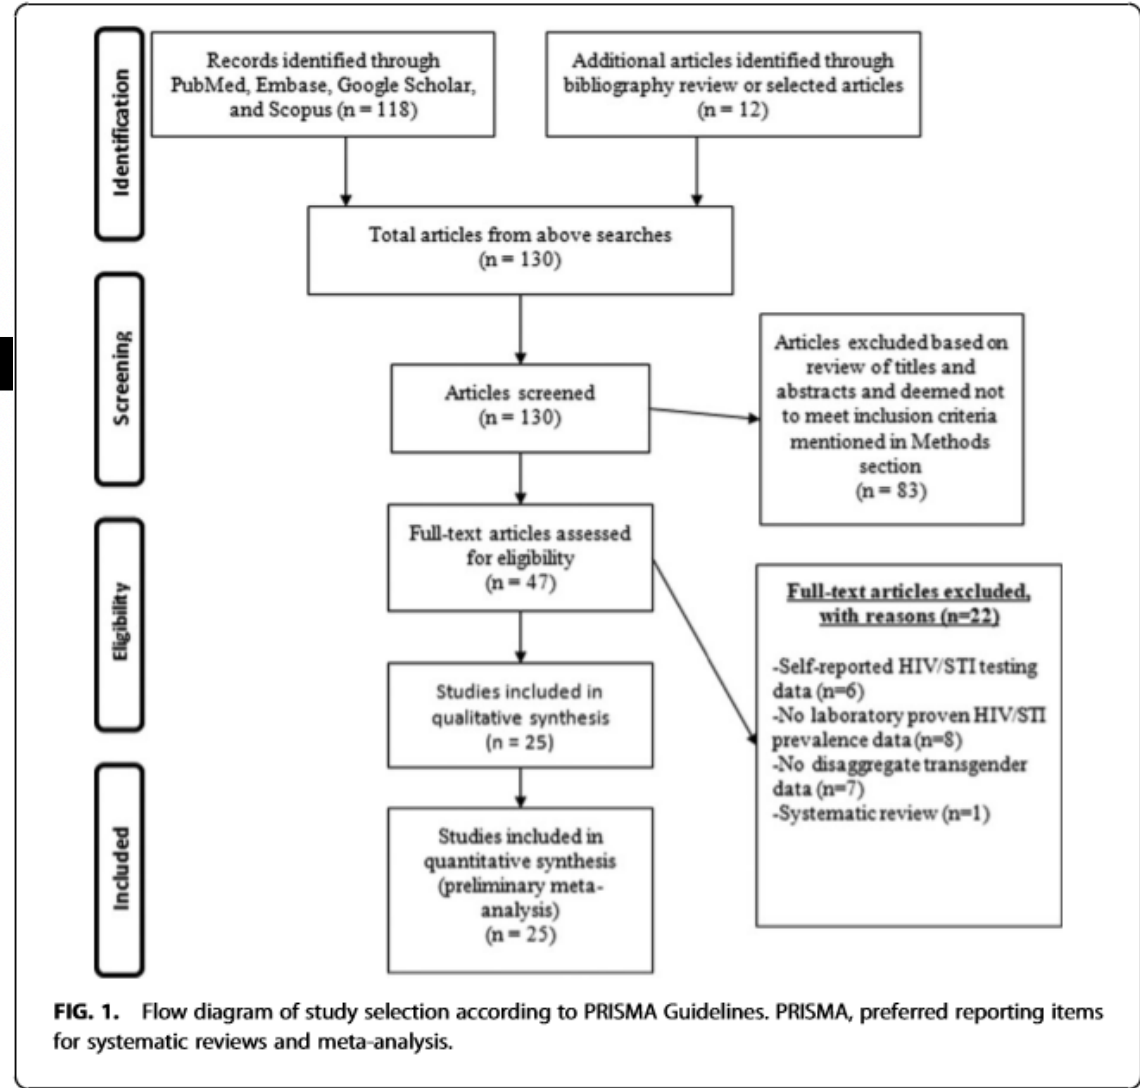 Identification
Records identified through
PubMed, Embase, Google Scholar,
and Scopus (n = 118)
Additional articles identified through
bibliography review or selected articles
(n = 12)
Total articles from above searches
(n = 130)
Screening
Articles screened
(n = 130)
Articles excluded based on
review of titles and
abstracts and deemed not
to meet inclusion criteria
mentioned in Methods
section
(n = 83)
Eligibility
Full-text articles assessed
for eligibility
(n = 47)
Full-text articles excluded,
with reasons (n=22)
-Self-reported HIV/STI testing
data (n=6)
-No laboratory proven HIV/STI
prevalence data (n=8)
-No disaggregate transgender
data (n=7)
-Systematic review (n=1)
Studies included in
qualitative synthesis
(n = 25)
Included
Studies included in
quantitative synthesis
(preliminary meta-
analysis)
(n = 25)
FIG. 1. Flow diagram of study selection according to PRISMA Guidelines. PRISMA, preferred reporting items
for systematic reviews and meta-analysis.